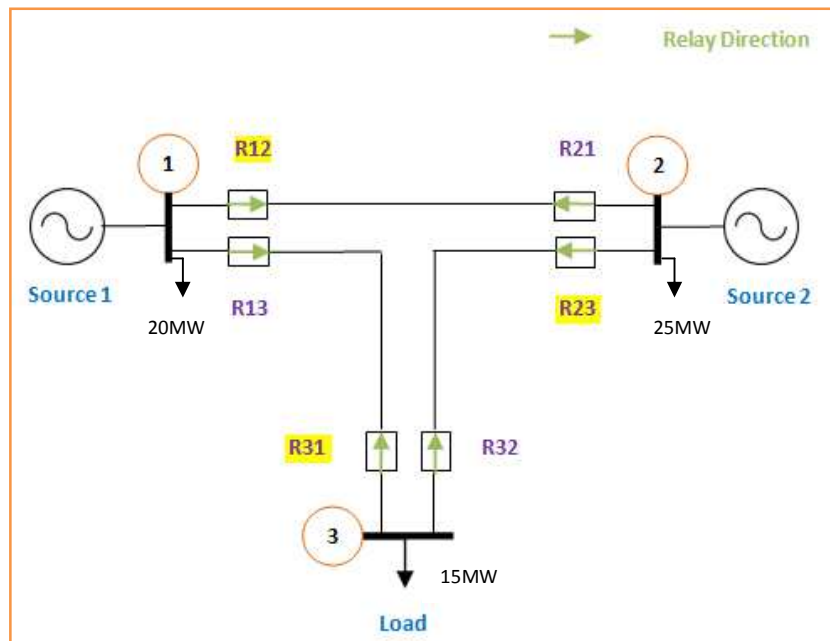 Relay Direction
1
R12
R21
2
Source 1
R13
R23
Source 2
20MW
25MW
R31
R32
3
15MW
Load